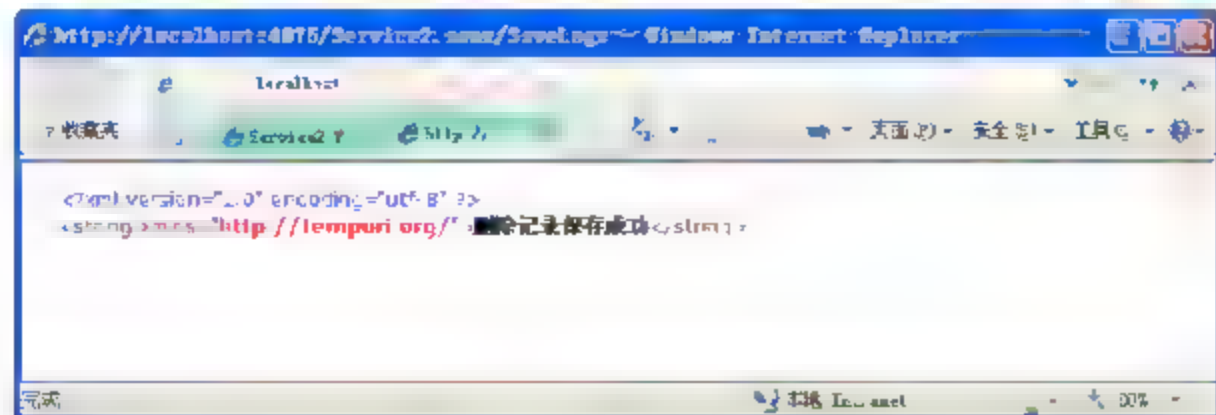 http://localhost:4075/Service2.asmx/SaveLogs - Windows Internet Explorer
localhost
收藏夹 Service2 http
页面(P) 安全(S) 工具(O)
<?xml version="1.0" encoding="utf-8" ?>
<string xmlns="http://tempuri.org/">删除记录保存成功</string>
完成 本地 Intranet